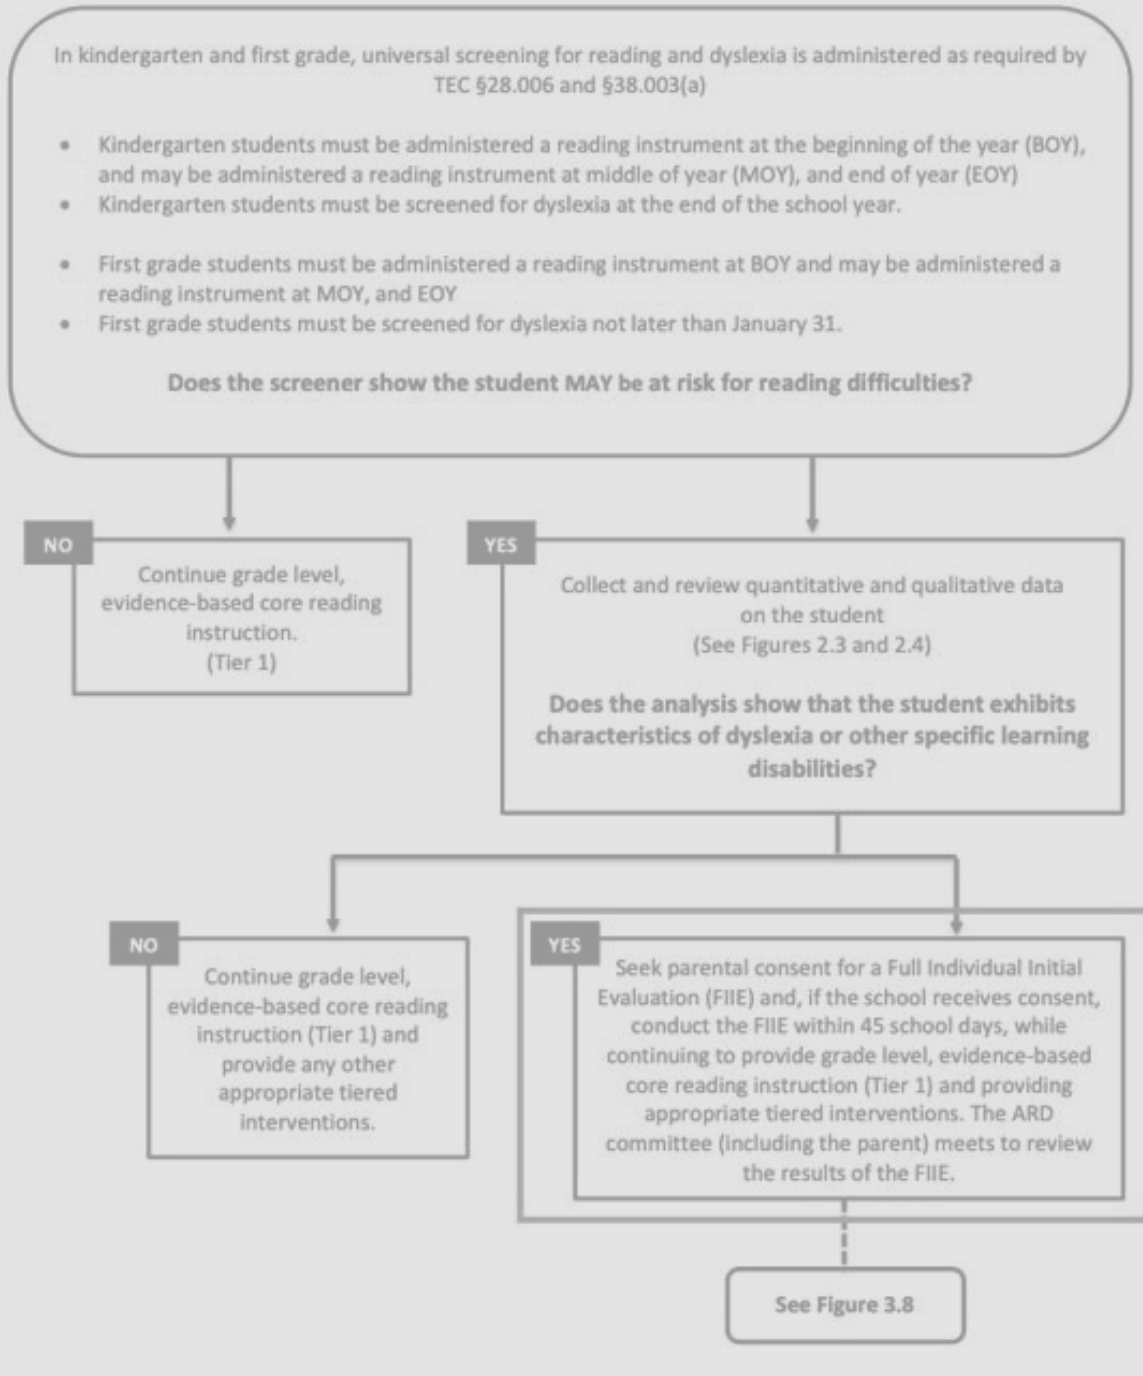 In kindergarten and first grade, universal screening for reading and dyslexia is administered as required by
TEC §28.006 and §38.003(a)
• Kindergarten students must be administered a reading instrument at the beginning of the year (BOY),
and may be administered a reading instrument at middle of year (MOY), and end of year (EOY)
• Kindergarten students must be screened for dyslexia at the end of the school year.
• First grade students must be administered a reading instrument at BOY and may be administered a
reading instrument at MOY, and EOY
• First grade students must be screened for dyslexia not later than January 31.
Does the screener show the student MAY be at risk for reading difficulties?
NO
Continue grade level,
evidence-based core reading
instruction.
(Tier 1)
YES
Collect and review quantitative and qualitative data
on the student
(See Figures 2.3 and 2.4)
Does the analysis show that the student exhibits
characteristics of dyslexia or other specific learning
disabilities?
NO
Continue grade level,
evidence-based core reading
instruction (Tier 1) and
provide any other
appropriate tiered
interventions.
YES
Seek parental consent for a Full Individual Initial
Evaluation (FIIE) and, if the school receives consent,
conduct the FIIE within 45 school days, while
continuing to provide grade level, evidence-based
core reading instruction (Tier 1) and providing
appropriate tiered interventions. The ARD
committee (including the parent) meets to review
the results of the FIIE.
See Figure 3.8